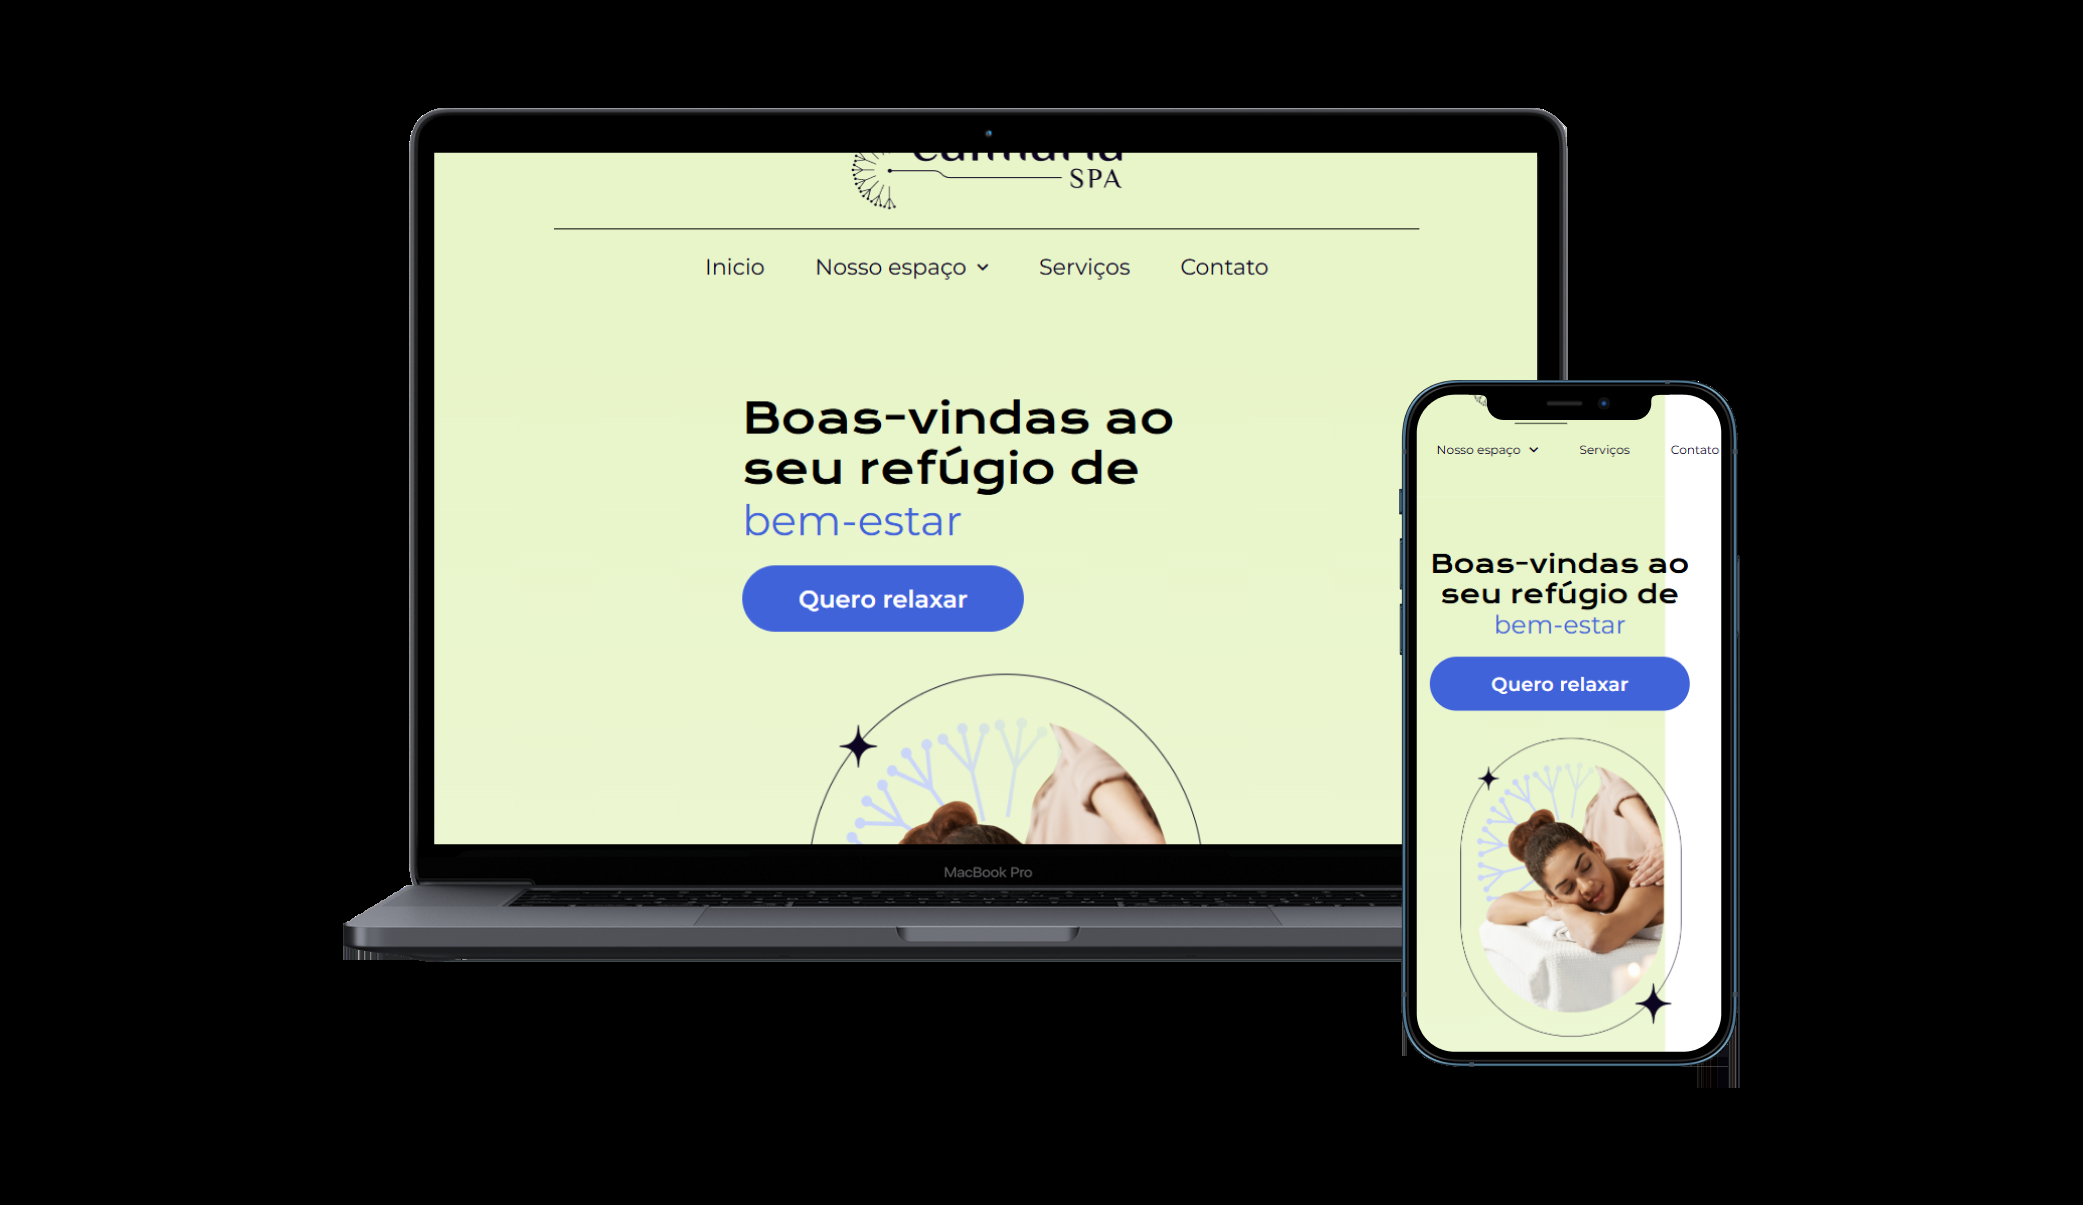 SPA
Inicio Nosso espaço Serviços Contato
Boas-vindas ao
seu refúgio de
bem-estar
Quero relaxar
MacBook Pro
Nosso espaço Serviços Contato
Boas-vindas ao
seu refúgio de
bem-estar
Quero relaxar